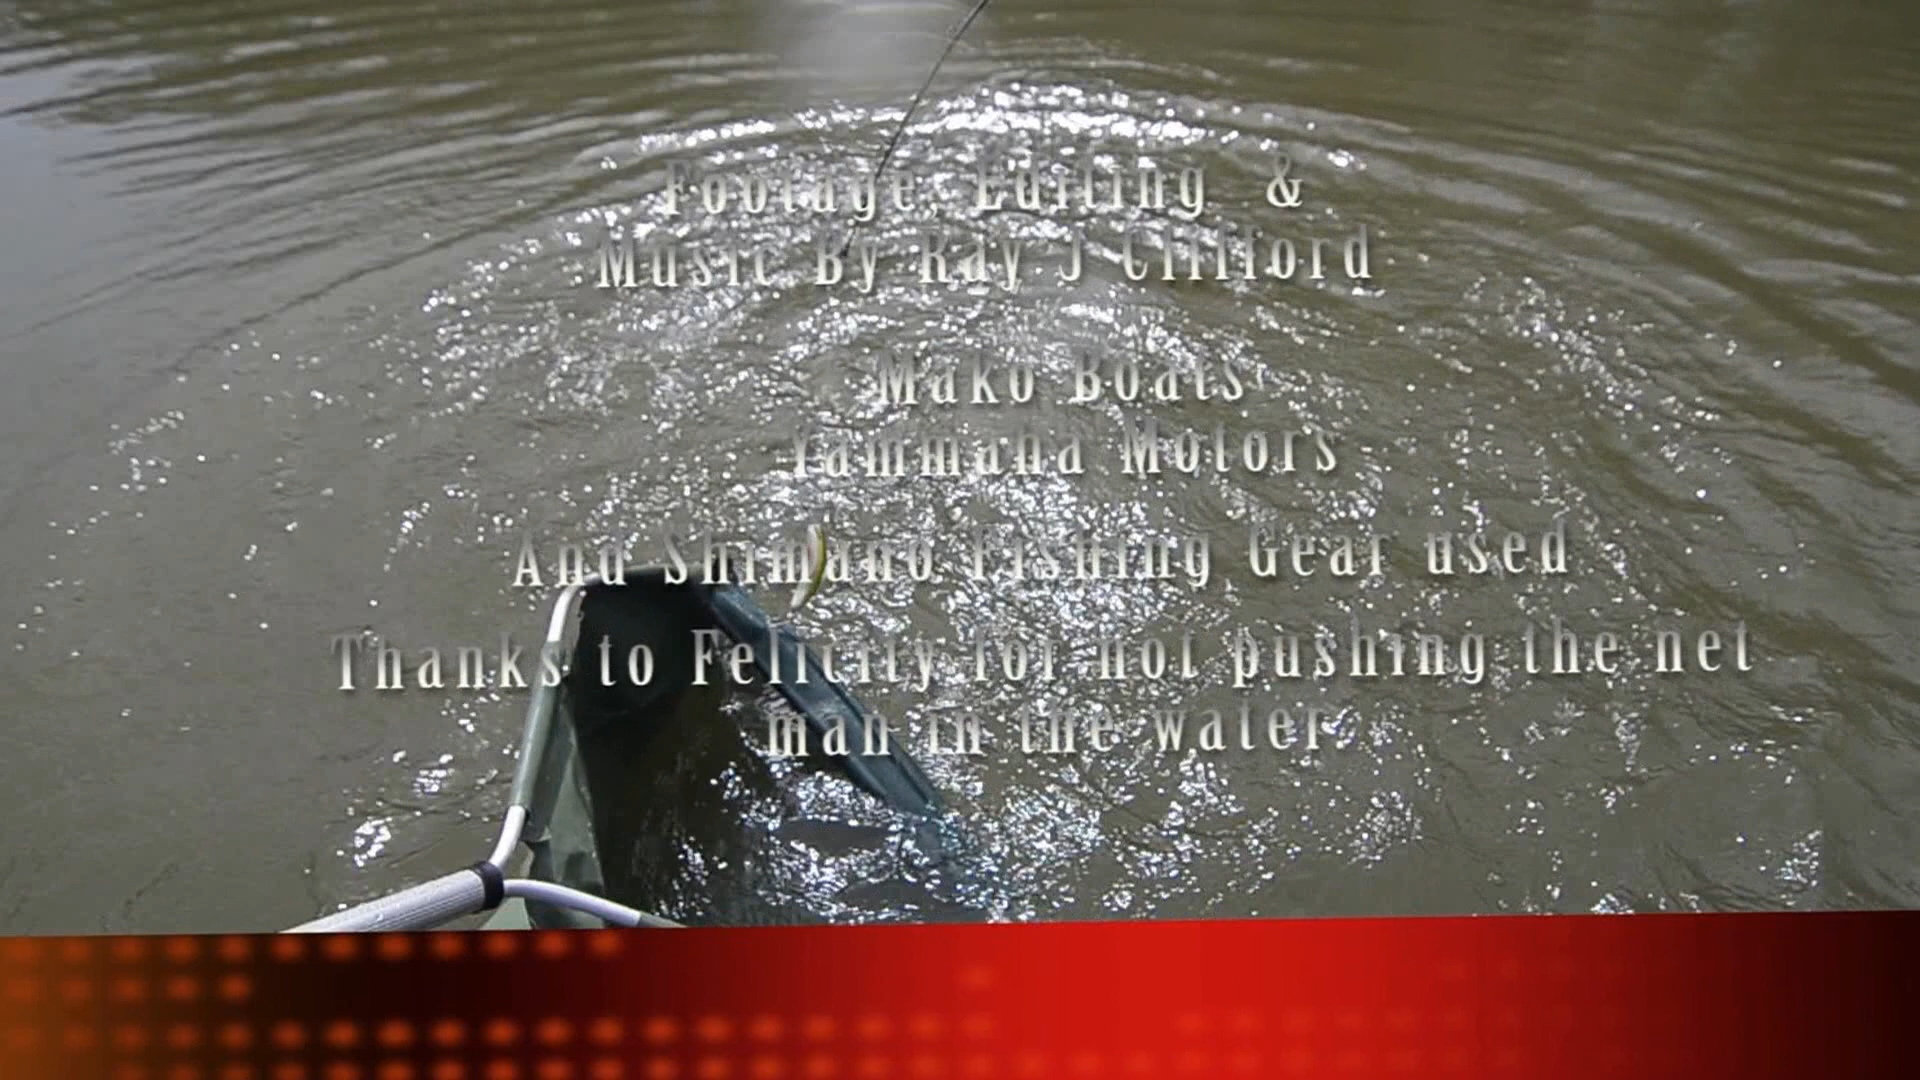 Footage, Editing &
Music By Ray J Clifford
Mako Boats
Yammaha Motors
And Shimano Fishing Gear used
Thanks to Felicity for not pushing the net
man in the water